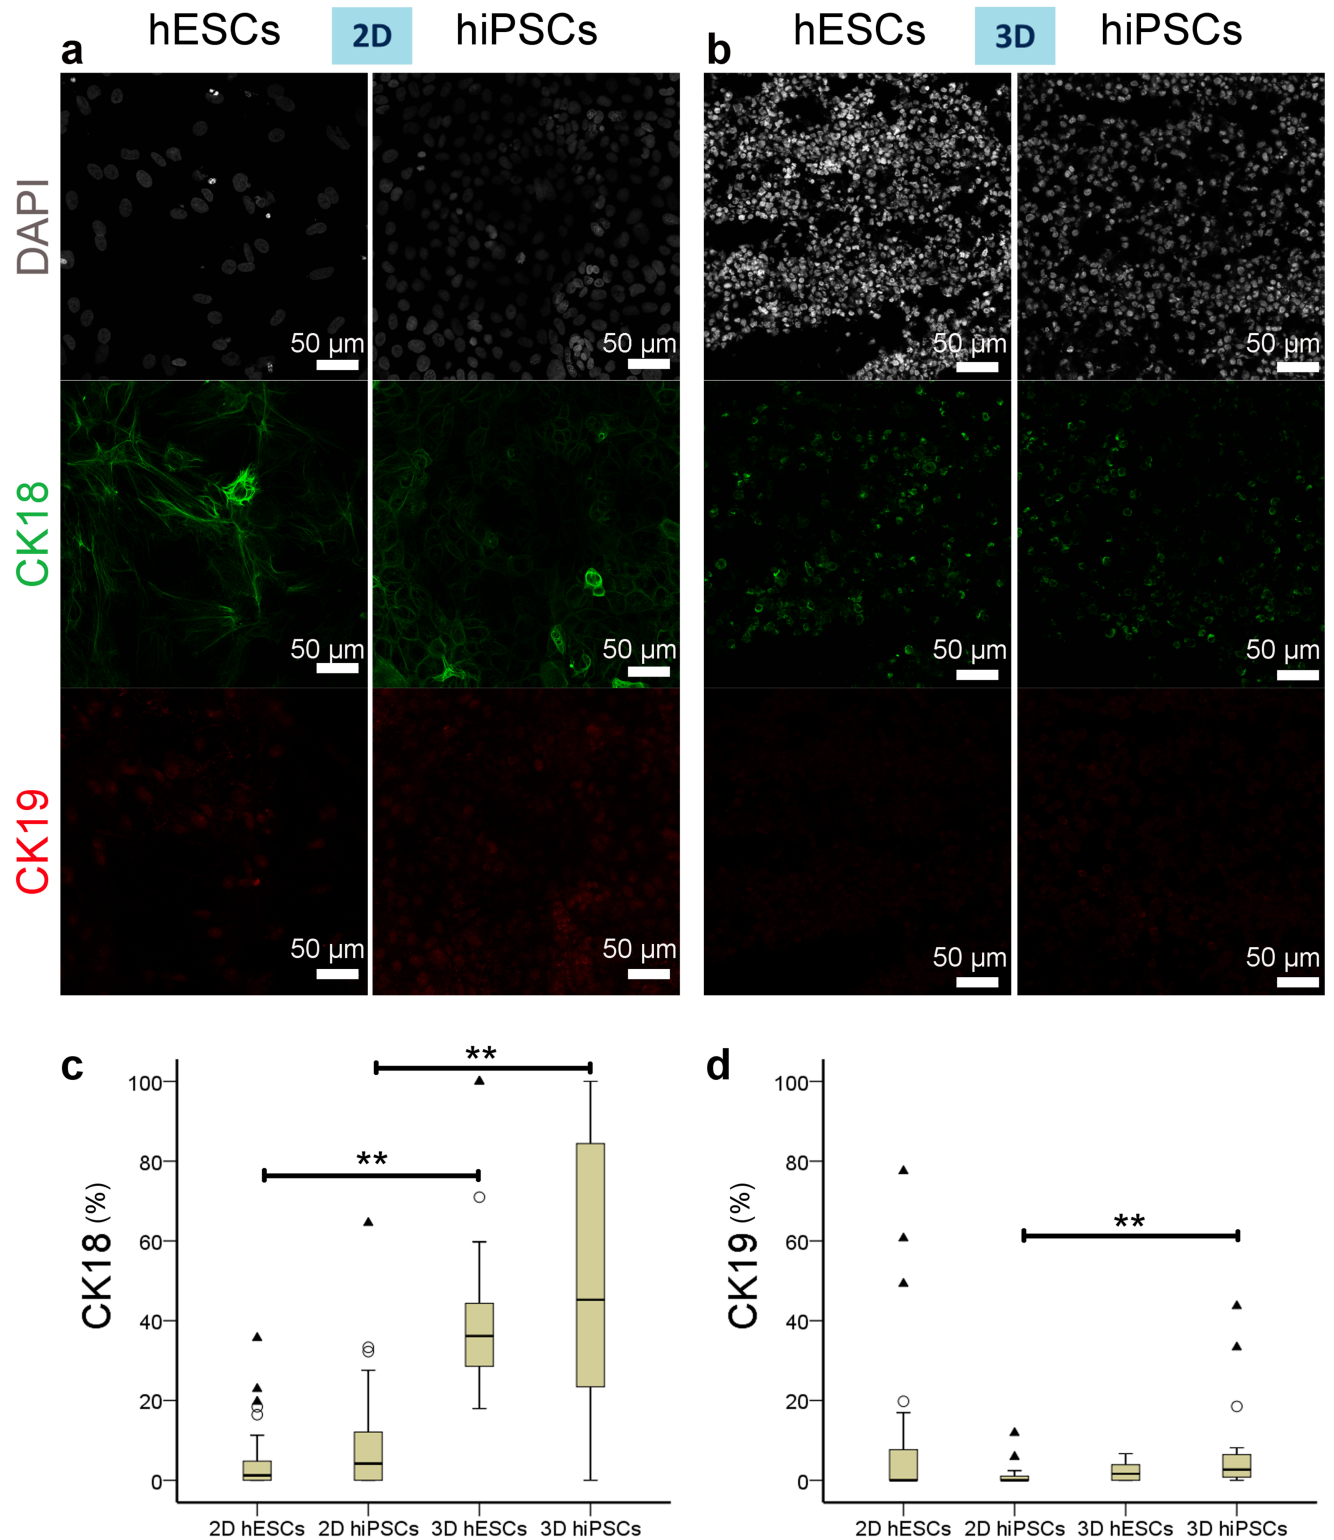 a hESCs 2D hiPSCs
b hESCs 3D hiPSCs
DAPI
50 µm 50 µm 50 µm 50 µm
CK18
50 µm 50 µm 50 µm 50 µm
CK19
50 µm 50 µm 50 µm 50 µm
c
CK18 (%)
**
**
100
80
60
40
20
0
2D hESCs 2D hiPSCs 3D hESCs 3D hiPSCs
d
CK19 (%)
**
100
80
60
40
20
0
2D hESCs 2D hiPSCs 3D hESCs 3D hiPSCs